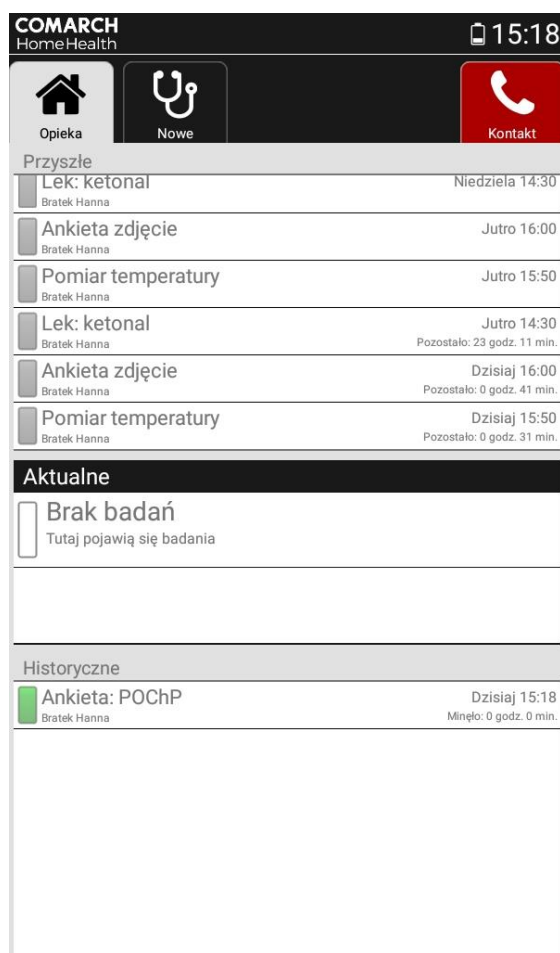 COMARCH
HomeHealth
15:18
Opieka
Nowe
Kontakt
Przyszłe
Lek: ketonal
Niedziela 14:30
Bratek Hanna
Ankieta zdjęcie
Jutro 16:00
Bratek Hanna
Pomiar temperatury
Jutro 15:50
Bratek Hanna
Lek: ketonal
Jutro 14:30
Bratek Hanna
Pozostało: 23 godz. 11 min.
Ankieta zdjęcie
Dzisiaj 16:00
Bratek Hanna
Pozostało: 0 godz. 41 min.
Pomiar temperatury
Dzisiaj 15:50
Bratek Hanna
Pozostało: 0 godz. 31 min.
Aktualne
Brak badań
Tutaj pojawią się badania
Historyczne
Ankieta: POChP
Dzisiaj 15:18
Bratek Hanna
Minęło: 0 godz. 0 min.